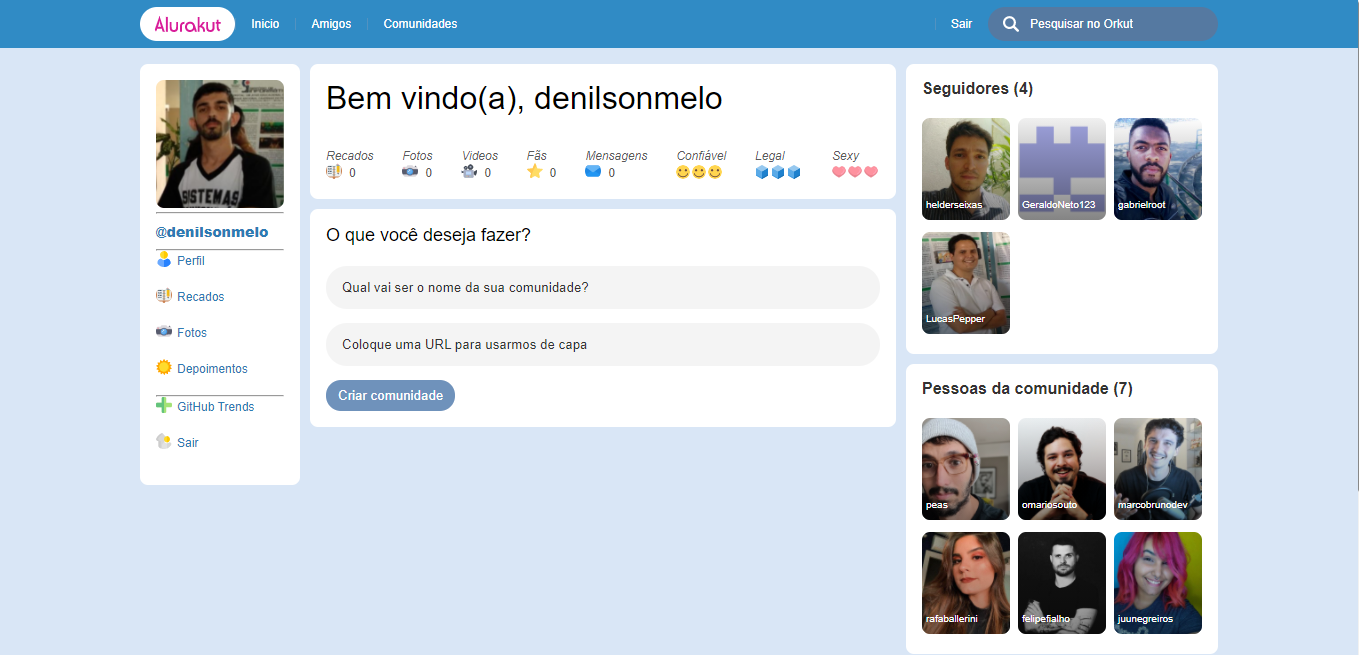 Alurakut
Inicio
Amigos
Comunidades
Sair
Pesquisar no Orkut
SISTEMAS
@denilsonmelo
Perfil
Recados
Fotos
Depoimentos
GitHub Trends
Sair
Bem vindo(a), denilsonmelo
Recados Fotos Videos Fãs Mensagens Confiável Legal Sexy
0 0 0 0 0
O que você deseja fazer?
Qual vai ser o nome da sua comunidade?
Coloque uma URL para usarmos de capa
Criar comunidade
Seguidores (4)
helderseixas GeraldoNeto123 gabrielroot
LucasPepper
Pessoas da comunidade (7)
peas omariosouto marcobrunodev
rafaballerini felipefialho juunegreiros